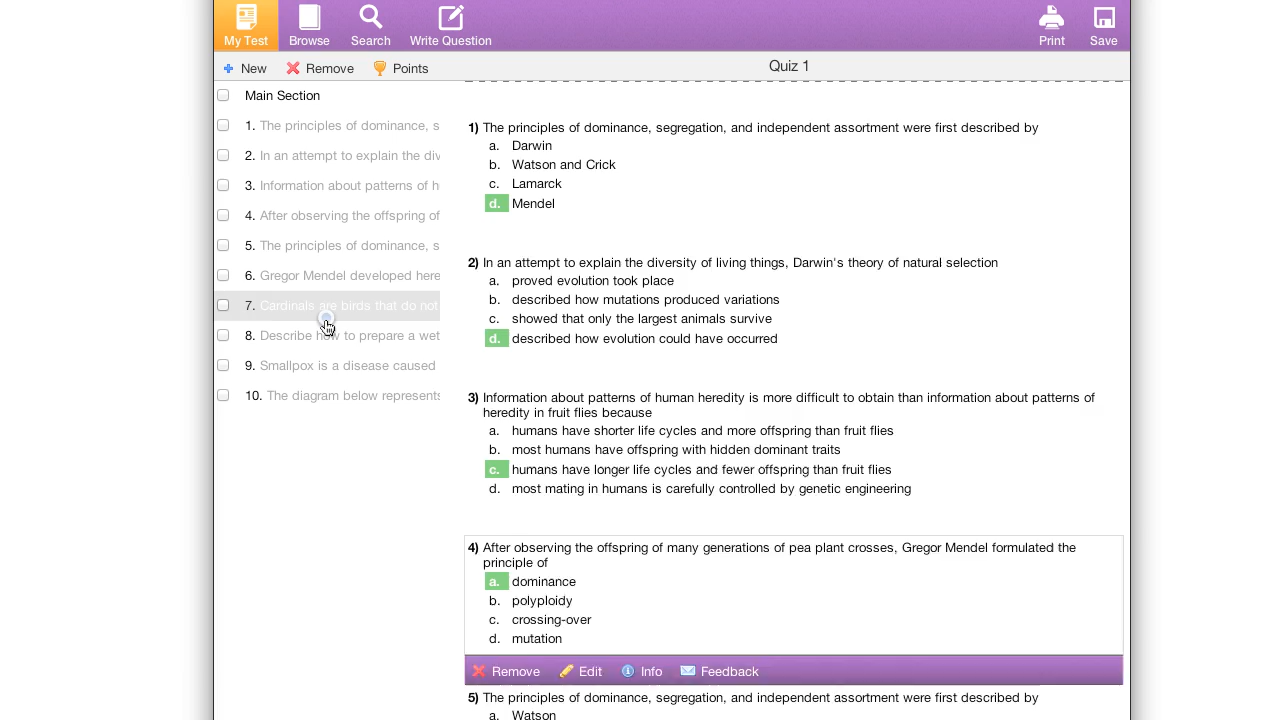 My Test Browse Search Write Question Print Save
New Remove Points Quiz 1
Main Section
1. The principles of dominance, s
2. In an attempt to explain the div
3. Information about patterns of h
4. After observing the offspring of
5. The principles of dominance, s
6. Gregor Mendel developed here
7. Cardinals are birds that do not
8. Describe how to prepare a wet
9. Smallpox is a disease caused
10. The diagram below represents
1) The principles of dominance, segregation, and independent assortment were first described by
a. Darwin
b. Watson and Crick
c. Lamarck
d. Mendel
2) In an attempt to explain the diversity of living things, Darwin's theory of natural selection
a. proved evolution took place
b. described how mutations produced variations
c. showed that only the largest animals survive
d. described how evolution could have occurred
3) Information about patterns of human heredity is more difficult to obtain than information about patterns of
heredity in fruit flies because
a. humans have shorter life cycles and more offspring than fruit flies
b. most humans have offspring with hidden dominant traits
c. humans have longer life cycles and fewer offspring than fruit flies
d. most mating in humans is carefully controlled by genetic engineering
4) After observing the offspring of many generations of pea plant crosses, Gregor Mendel formulated the
principle of
a. dominance
b. polyploidy
c. crossing-over
d. mutation
Remove Edit Info Feedback
5) The principles of dominance, segregation, and independent assortment were first described by
a. Watson